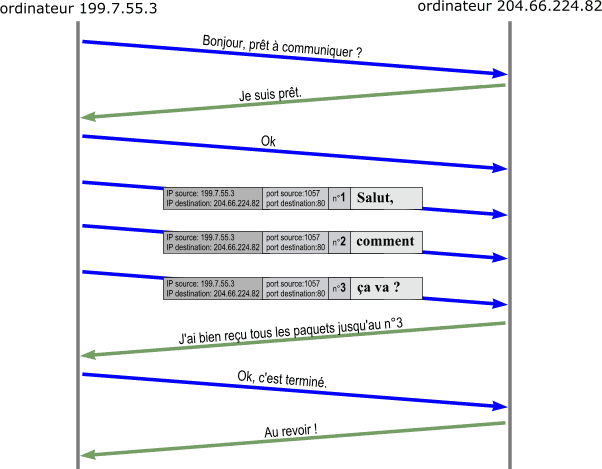 ordinateur 199.7.55.3
ordinateur 204.66.224.82
Bonjour, prêt à communiquer ?
Je suis prêt.
Ok
IP source: 199.7.55.3 port source:1057 n°1 Salut,
IP destination: 204.66.224.82 port destination:80
IP source: 199.7.55.3 port source:1057 n°2 comment
IP destination: 204.66.224.82 port destination:80
IP source: 199.7.55.3 port source:1057 n°3 ça va ?
IP destination: 204.66.224.82 port destination:80
J'ai bien reçu tous les paquets jusqu'au n°3
Ok, c'est terminé.
Au revoir !